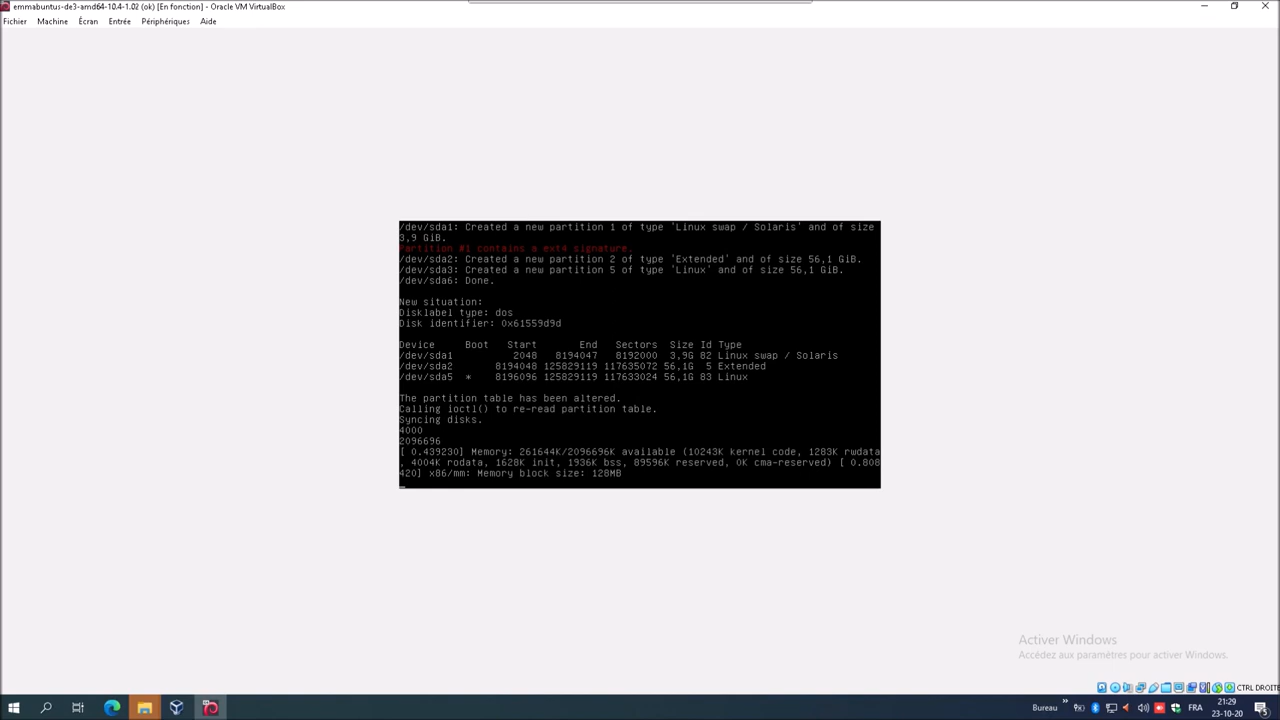 emmabuntus-de3-amd64-10.4-1.02 (ok) [En fonction] - Oracle VM VirtualBox
Fichier Machine Écran Entrée Périphériques Aide
/dev/sda1: Created a new partition 1 of type 'Linux swap / Solaris' and of size
3,9 GiB.
Partition #1 contains a ext4 signature.
/dev/sda2: Created a new partition 2 of type 'Extended' and of size 56,1 GiB.
/dev/sda3: Created a new partition 5 of type 'Linux' and of size 56,1 GiB.
/dev/sda6: Done.
New situation:
Disklabel type: dos
Disk identifier: 0x61559d9d
Device Boot Start End Sectors Size Id Type
/dev/sda1 2048 8194047 8192000 3,9G 82 Linux swap / Solaris
/dev/sda2 8194048 125829119 117635072 56,1G 5 Extended
/dev/sda5 * 8196096 125829119 117633024 56,1G 83 Linux
The partition table has been altered.
Calling ioctl() to re-read partition table.
Syncing disks.
4000
2096696
[ 0.439230] Memory: 261644K/2096696K available (10243K kernel code, 1283K rwdata
, 4004K rodata, 1628K init, 1936K bss, 89596K reserved, 0K cma-reserved) [ 0.808
420] x86/mm: Memory block size: 128MB
Activer Windows
Accédez aux paramètres pour activer Windows.
CTRL DROITE
Bureau
FRA
21:29
23-10-20
5